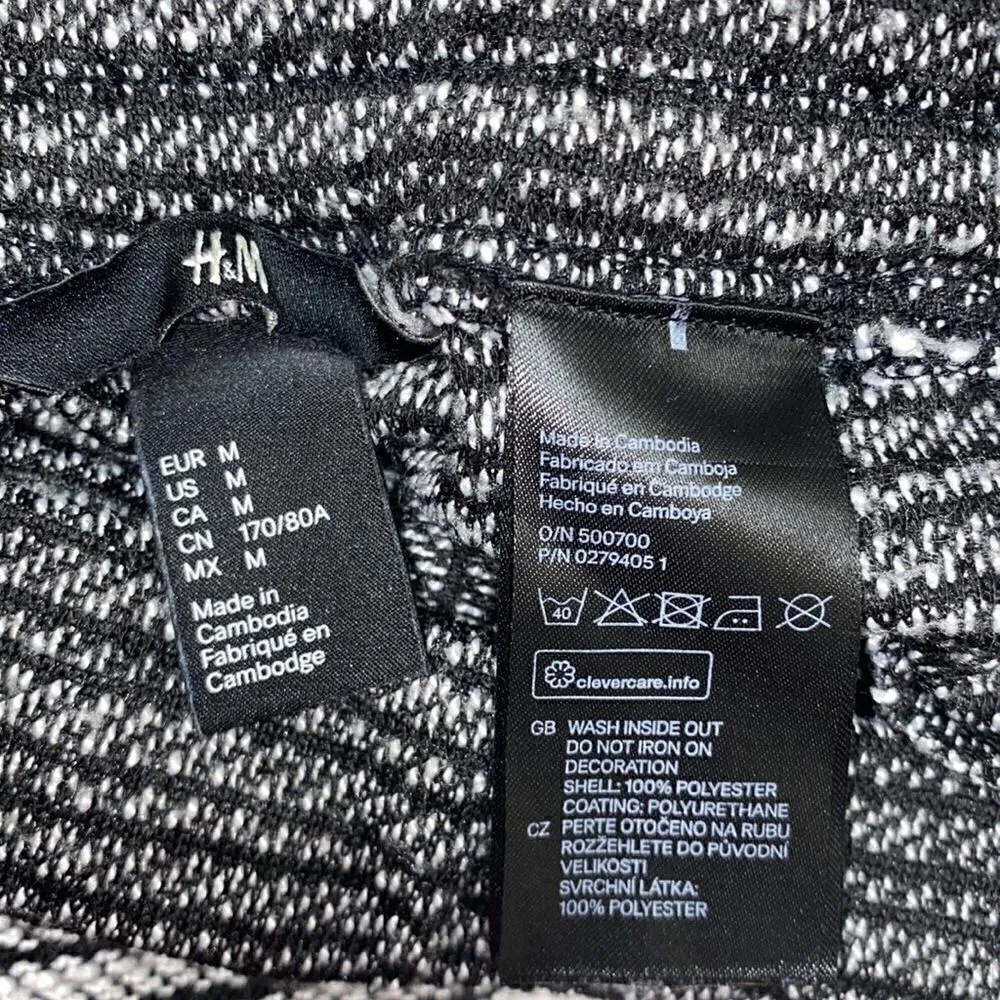 H&M
EUR M
US M
CA M
CN 170/80A
MX M
Made in
Cambodia
Fabriqué en
Cambodge
Made in Cambodia
Fabricado em Camboja
Fabriqué en Cambodge
Hecho en Camboya
O/N 500700
P/N 0279405 1
40
clevercare.info
GB WASH INSIDE OUT
DO NOT IRON ON
DECORATION
SHELL: 100% POLYESTER
COATING: POLYURETHANE
CZ PERTE OTOČENO NA RUBU
ROZŽEHLETE DO PŮVODNÍ
VELIKOSTI
SVRCHNÍ LÁTKA:
100% POLYESTER